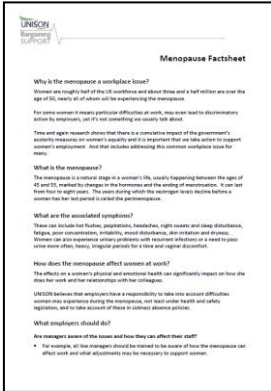 UNISON
Bargaining
SUPPORT
Menopause Factsheet
Why is the menopause a workplace issue?
Women are roughly half of the UK workforce and about three and a half million are over the
age of 50, nearly all of whom will be experiencing the menopause.
For some women it means particular difficulties at work, may even lead to discriminatory
action by employers, yet it's something we usually talk about.
Time and again research shows that there is a cumulative impact of the government's
austerity measures on women's equality and it is important that we take action to support
women's employment. And that includes addressing this common workplace issue for
many.
What is the menopause?
The menopause is a natural stage in a women's life, usually happening between the ages of
45 and 55, marked by changes in the hormones and the ending of menstruation. It can last
from four to eight years. The years during which the oestrogen levels decline before a
woman has her last period is called the perimenopause.
What are the associated symptoms?
These can include hot flushes, palpitations, headaches, night sweats and sleep disturbance,
fatigue, poor concentration, irritability, mood disturbance, skin irritation and dryness.
Women can also experience urinary problems with recurrent infections or a need to pass
urine more often, heavy, irregular periods for a time and vaginal discomfort.
How does the menopause affect women at work?
The effects on a women's physical and emotional health can significantly impact on how she
does her work and her relationships with her colleagues.
UNISON believes that employers have a responsibility to take into account difficulties
women may experience during the menopause, not least under health and safety
legislation, and to take account of these in sickness absence policies.
What employers should do?
Are managers aware of the issues and how they can affect their staff?
• For example, all line managers should be trained to be aware of how the menopause can
affect work and what adjustments may be necessary to support women.